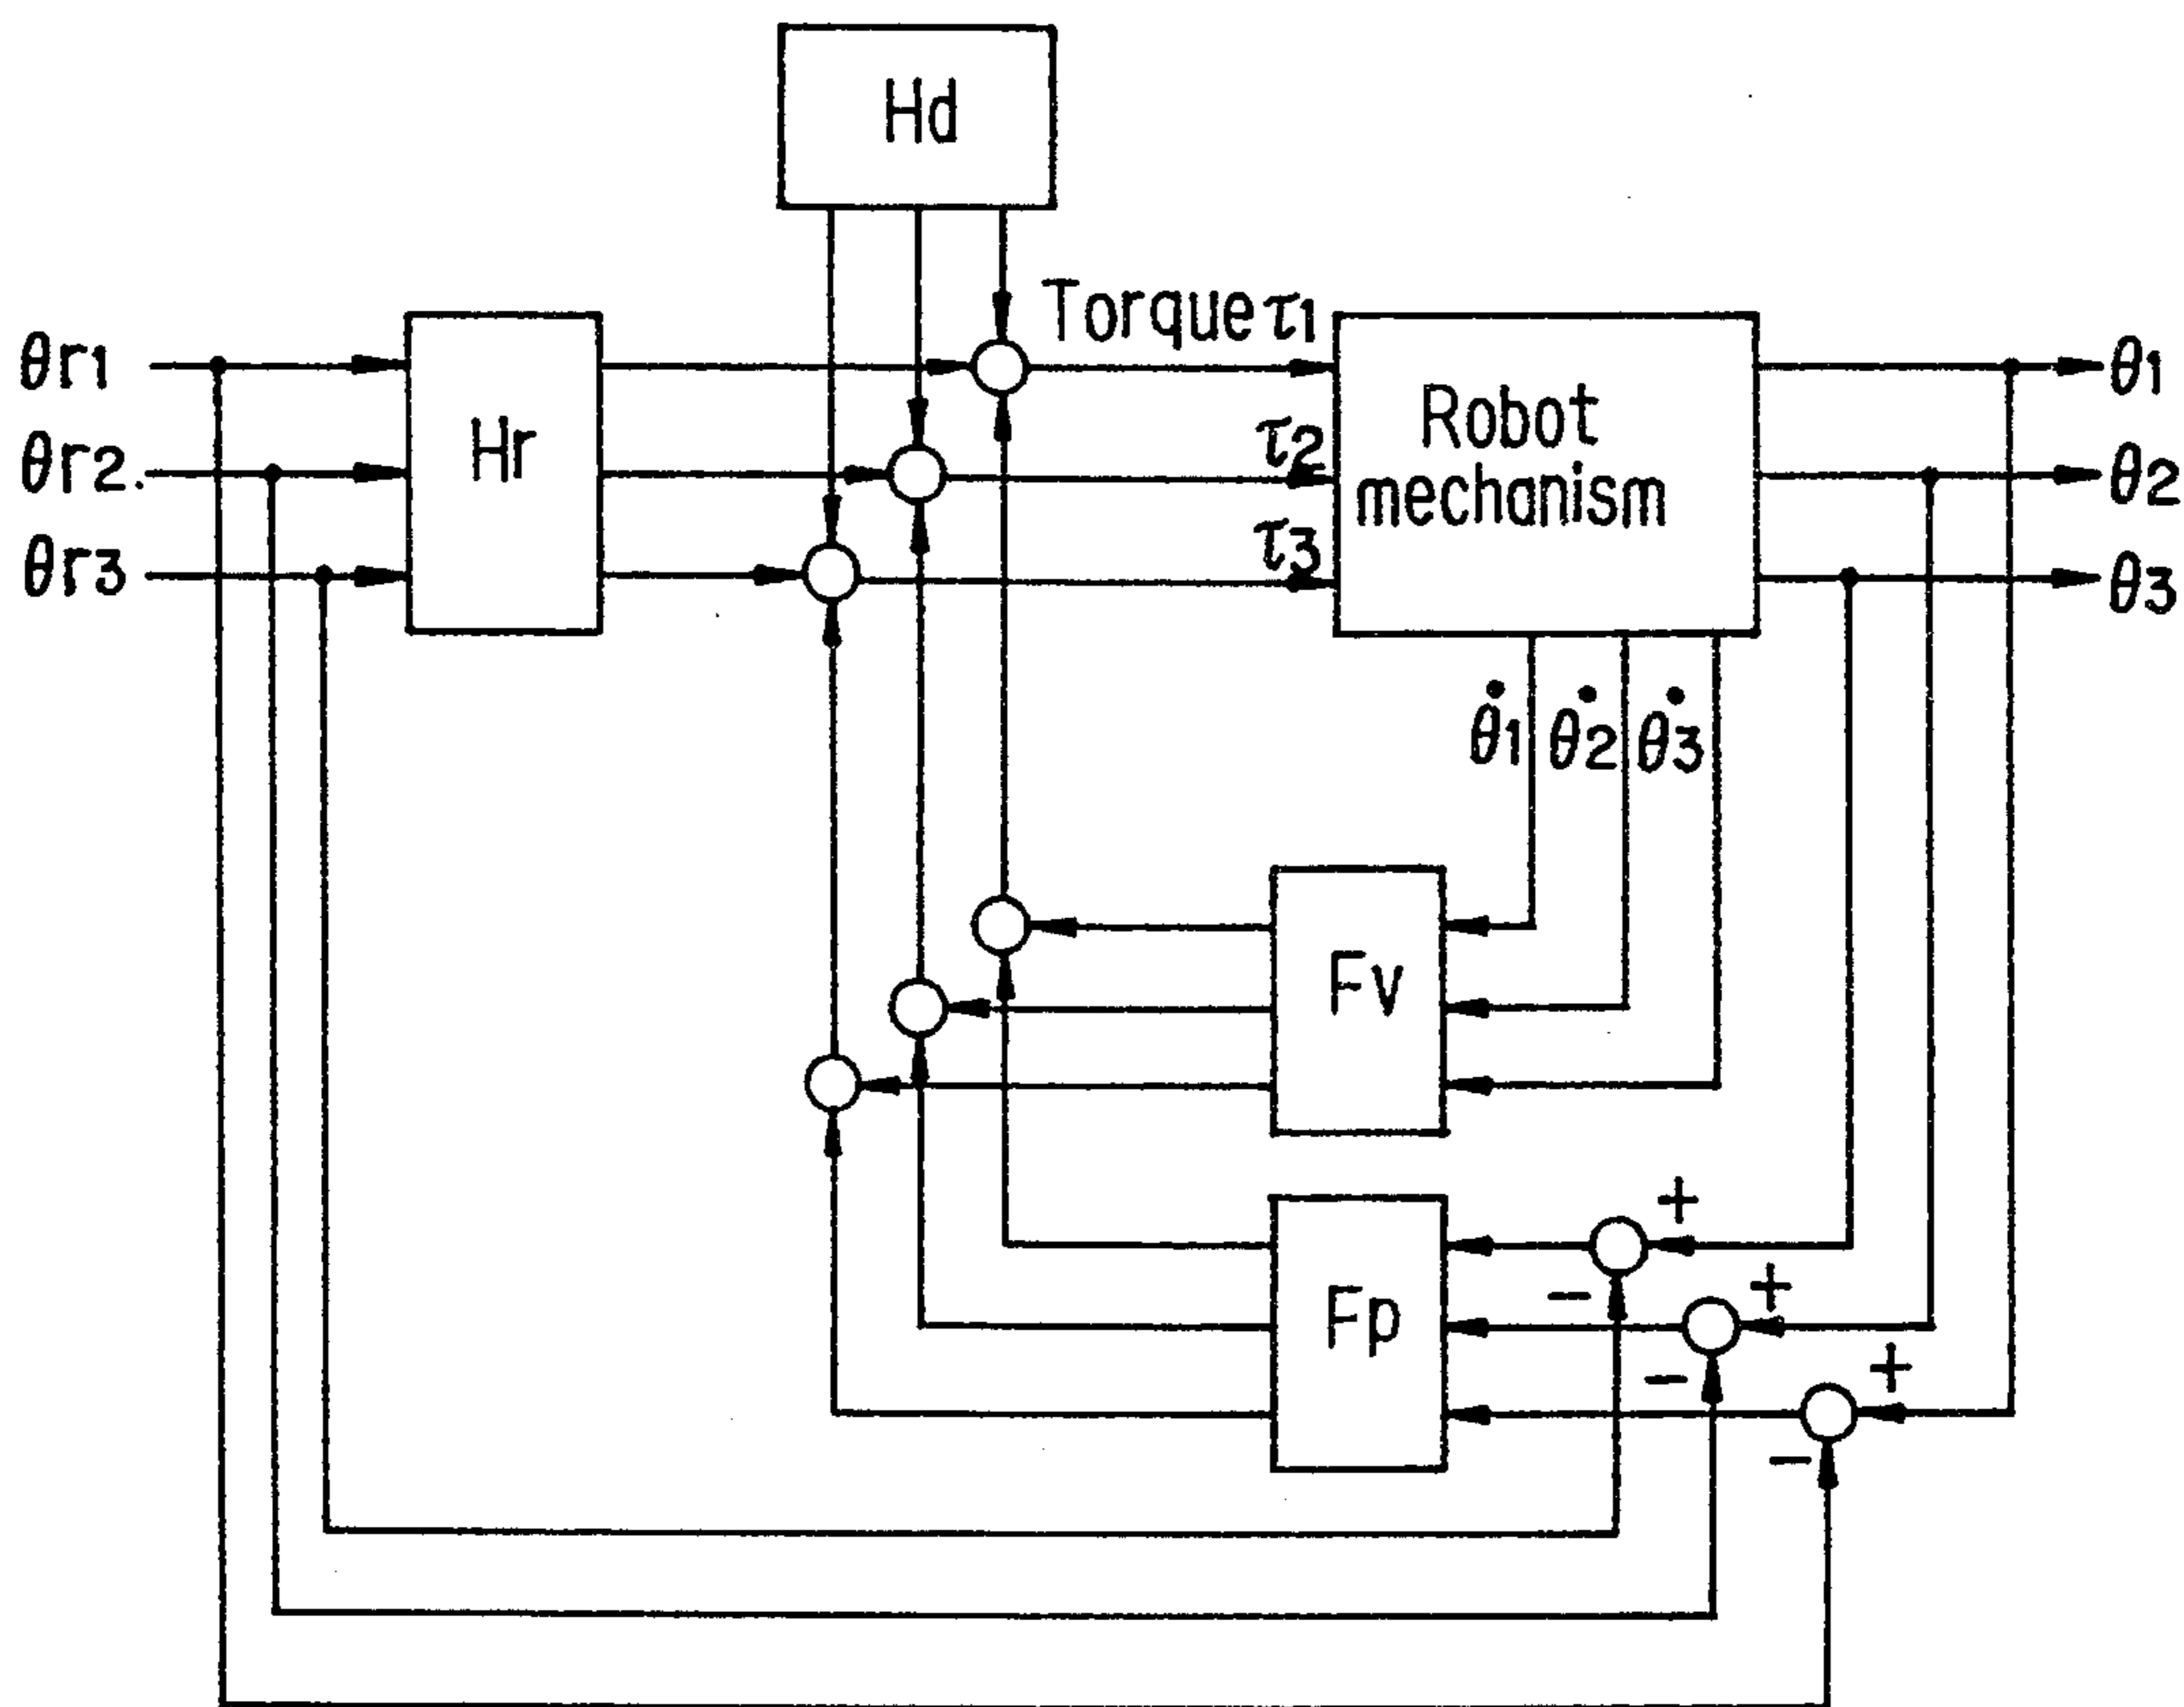 Hd
Torque τ1
θr1
θ1
Hr
Robot
mechanism
θr2.
τ2
θ2
θr3
τ3
θ3
θ̇1 θ̇2 θ̇3
Fv
+
−
Fp
+
−
+
−